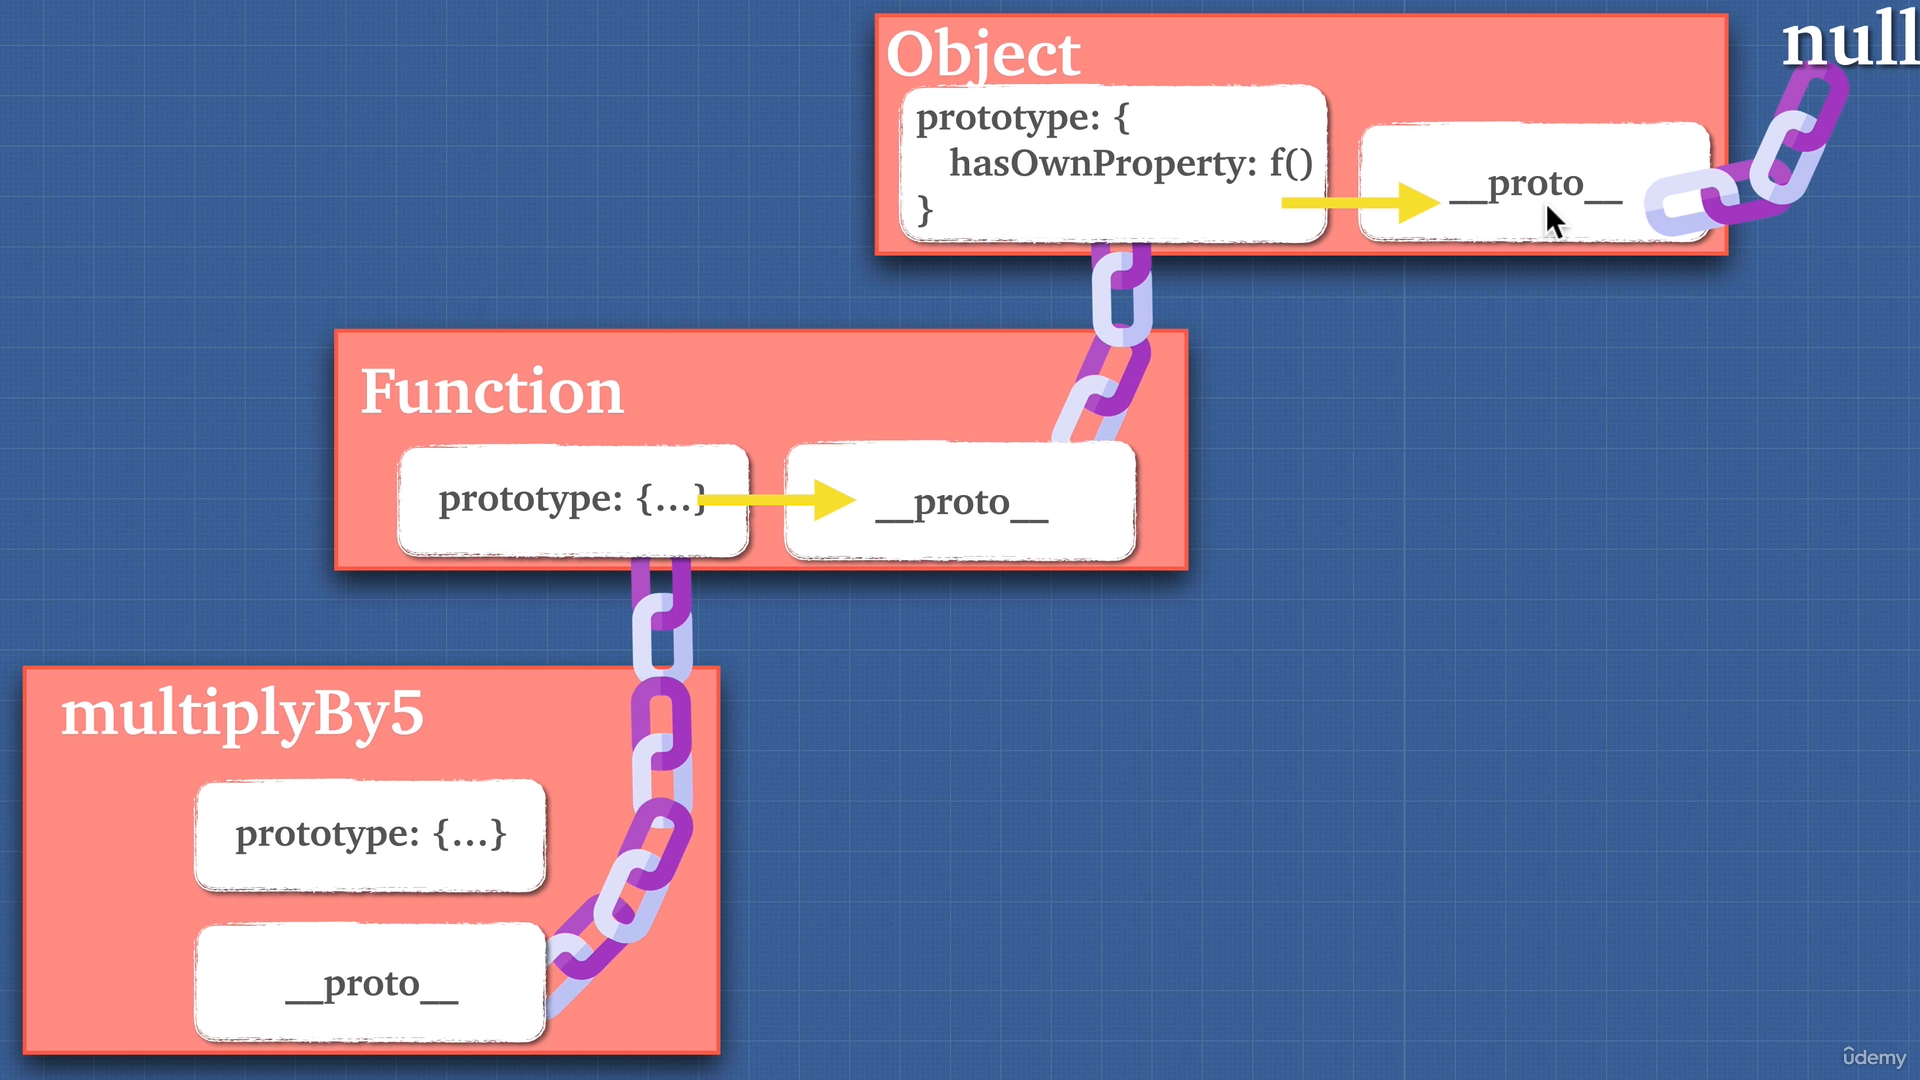 Object
null
prototype: {
hasOwnProperty: f()
}
__proto__
Function
prototype: {...}
__proto__
multiplyBy5
prototype: {...}
__proto__
ûdemy